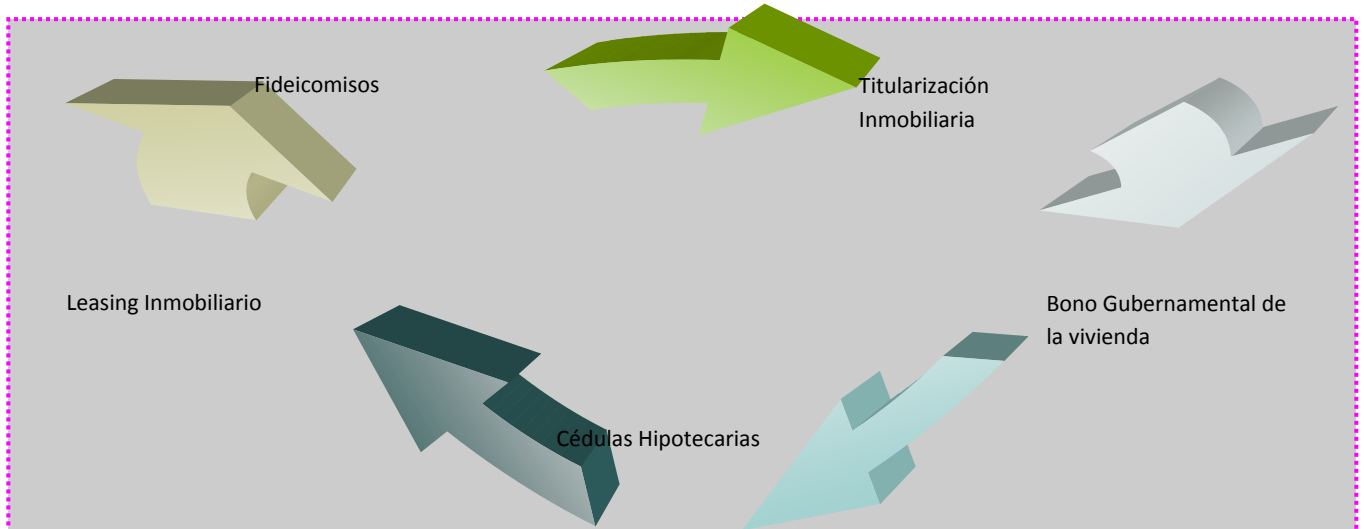 Fideicomisos
Titularización
Inmobiliaria
Leasing Inmobiliario
Bono Gubernamental de
la vivienda
Cédulas Hipotecarias